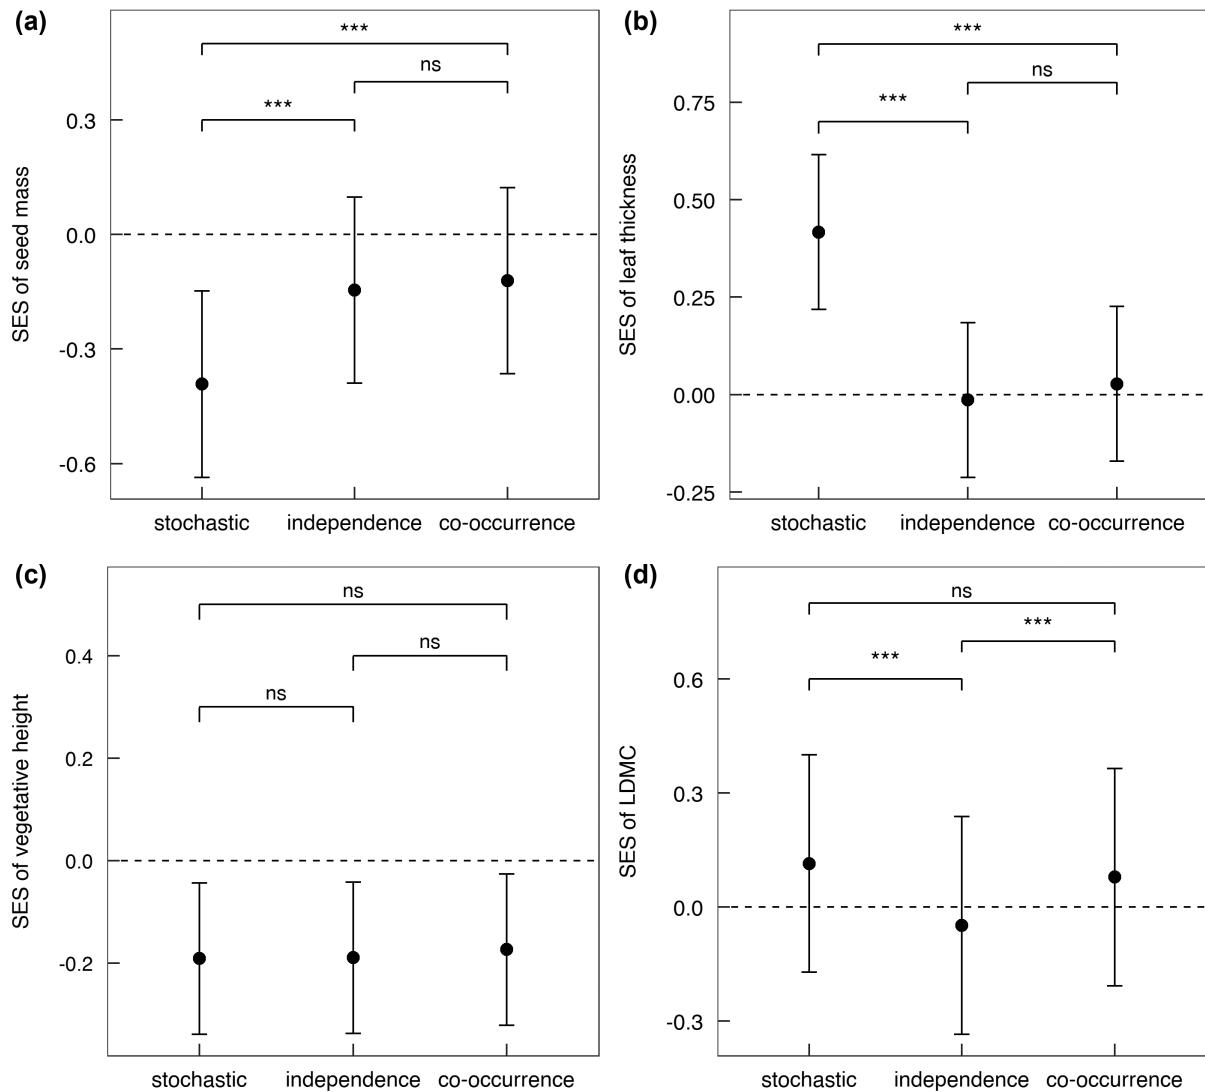 (a)
***
ns
***
0.3
0.0
-0.3
-0.6
SES of seed mass
stochastic independence co-occurrence
(b)
***
ns
***
0.75
0.50
0.25
0.00
-0.25
SES of leaf thickness
stochastic independence co-occurrence
(c)
ns
ns
ns
0.4
0.2
0.0
-0.2
SES of vegetative height
stochastic independence co-occurrence
(d)
ns
***
***
0.6
0.3
0.0
-0.3
SES of LDMC
stochastic independence co-occurrence